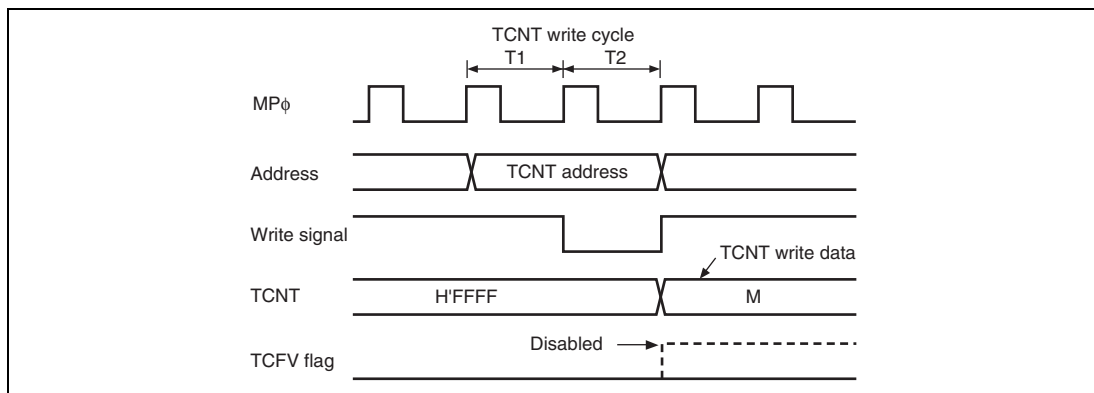 TCNT write cycle
T1 T2
MPϕ
Address TCNT address
Write signal
TCNT write data
TCNT H'FFFF M
Disabled
TCFV flag